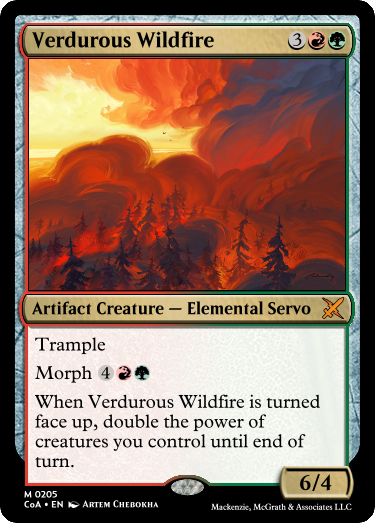 Verdurous Wildfire 3
Artifact Creature — Elemental Servo
Trample
Morph 4
When Verdurous Wildfire is turned
face up, double the power of
creatures you control until end of
turn.
6/4
M 0205
CoA • EN Artem Chebokha
Mackenzie, McGrath & Associates LLC